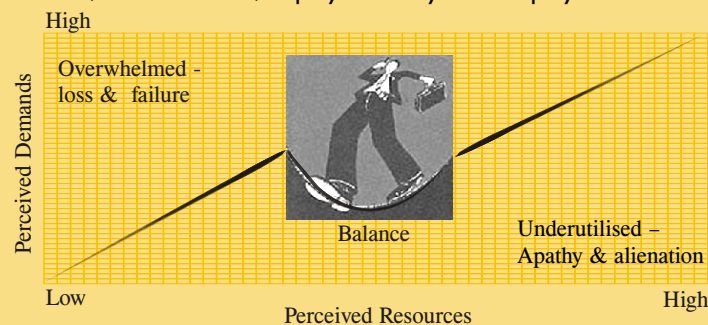 High
Overwhelmed -
loss & failure
Perceived Demands
Balance
Underutilised –
Apathy & alienation
Low
High
Perceived Resources